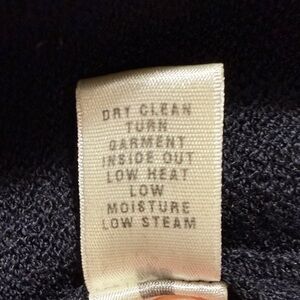 DRY CLEAN
TURN
GARMENT
INSIDE OUT
LOW HEAT
LOW
MOISTURE
LOW STEAM